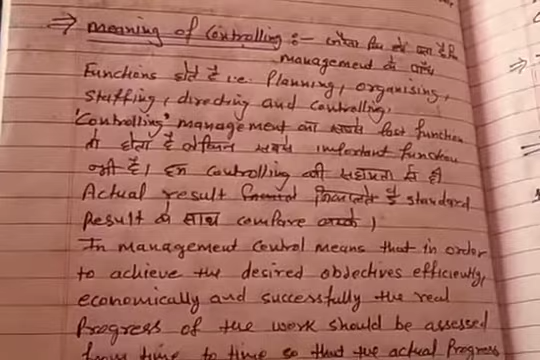 ⇒ Meaning of Controlling :- जैसा कि हमें पता है कि
management के पांच
Functions होते है i.e. Planning, organising,
Staffing, directing and Controlling.
'Controlling' management का सबसे last function
तो होता है लेकिन सबसे important function
भी है। इस controlling की सहायता से ही
Actual result निकालते है standard
Result के साथ compare करके।
In management Control means that in order
to achieve the desired objectives efficiently,
economically and successfully the real
Progress of the work should be assessed
from time to time so that the actual Progress